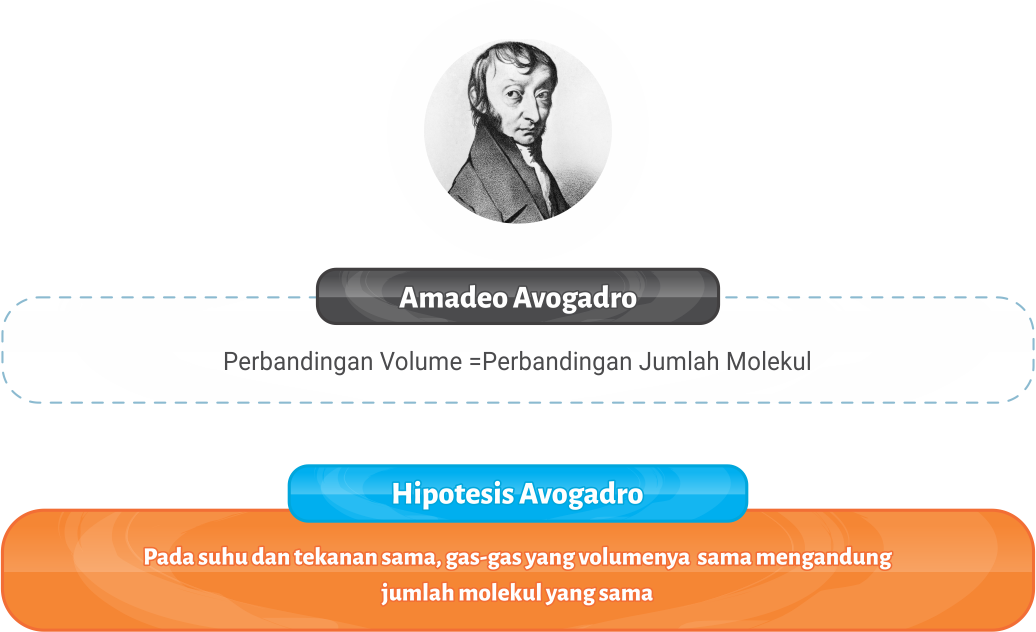 Amadeo Avogadro
Perbandingan Volume =Perbandingan Jumlah Molekul
Hipotesis Avogadro
Pada suhu dan tekanan sama, gas-gas yang volumenya sama mengandung
jumlah molekul yang sama